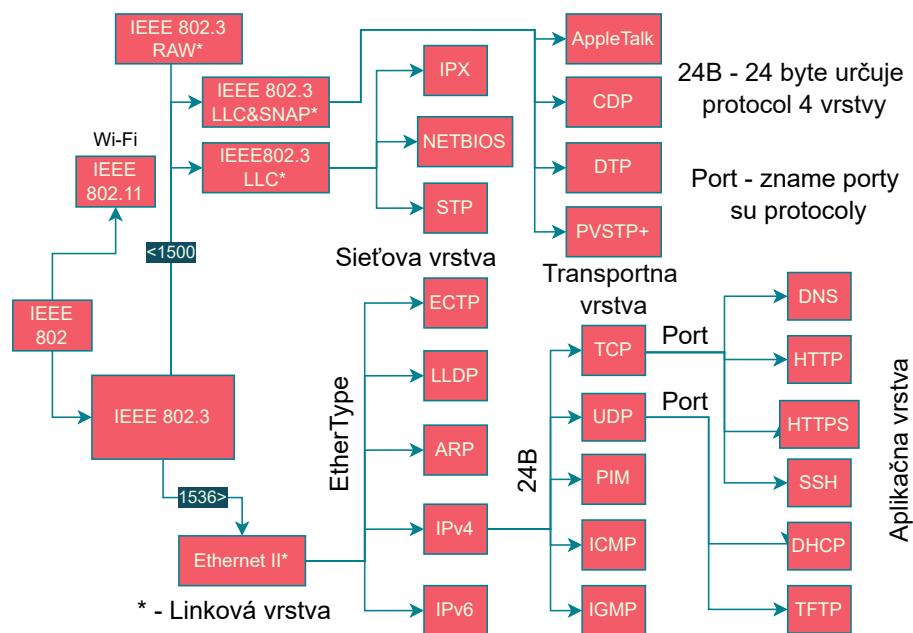 IEEE 802.3
RAW*
AppleTalk
IPX
24B - 24 byte určuje
protocol 4 vrstvy
IEEE 802.3
LLC&SNAP*
CDP
Wi-Fi
NETBIOS
IEEE802.3
LLC*
DTP
IEEE
802.11
Port - zname porty
su protocoly
STP
PVSTP+
<1500
Sieťova vrstva
Transportna
vrstva
IEEE
802
ECTP
DNS
Port
TCP
HTTP
LLDP
IEEE 802.3
EtherType
Port
UDP
HTTPS
Aplikačna vrstva
ARP
24B
PIM
SSH
1536>
IPv4
ICMP
DHCP
Ethernet II*
* - Linková vrstva
IPv6
IGMP
TFTP